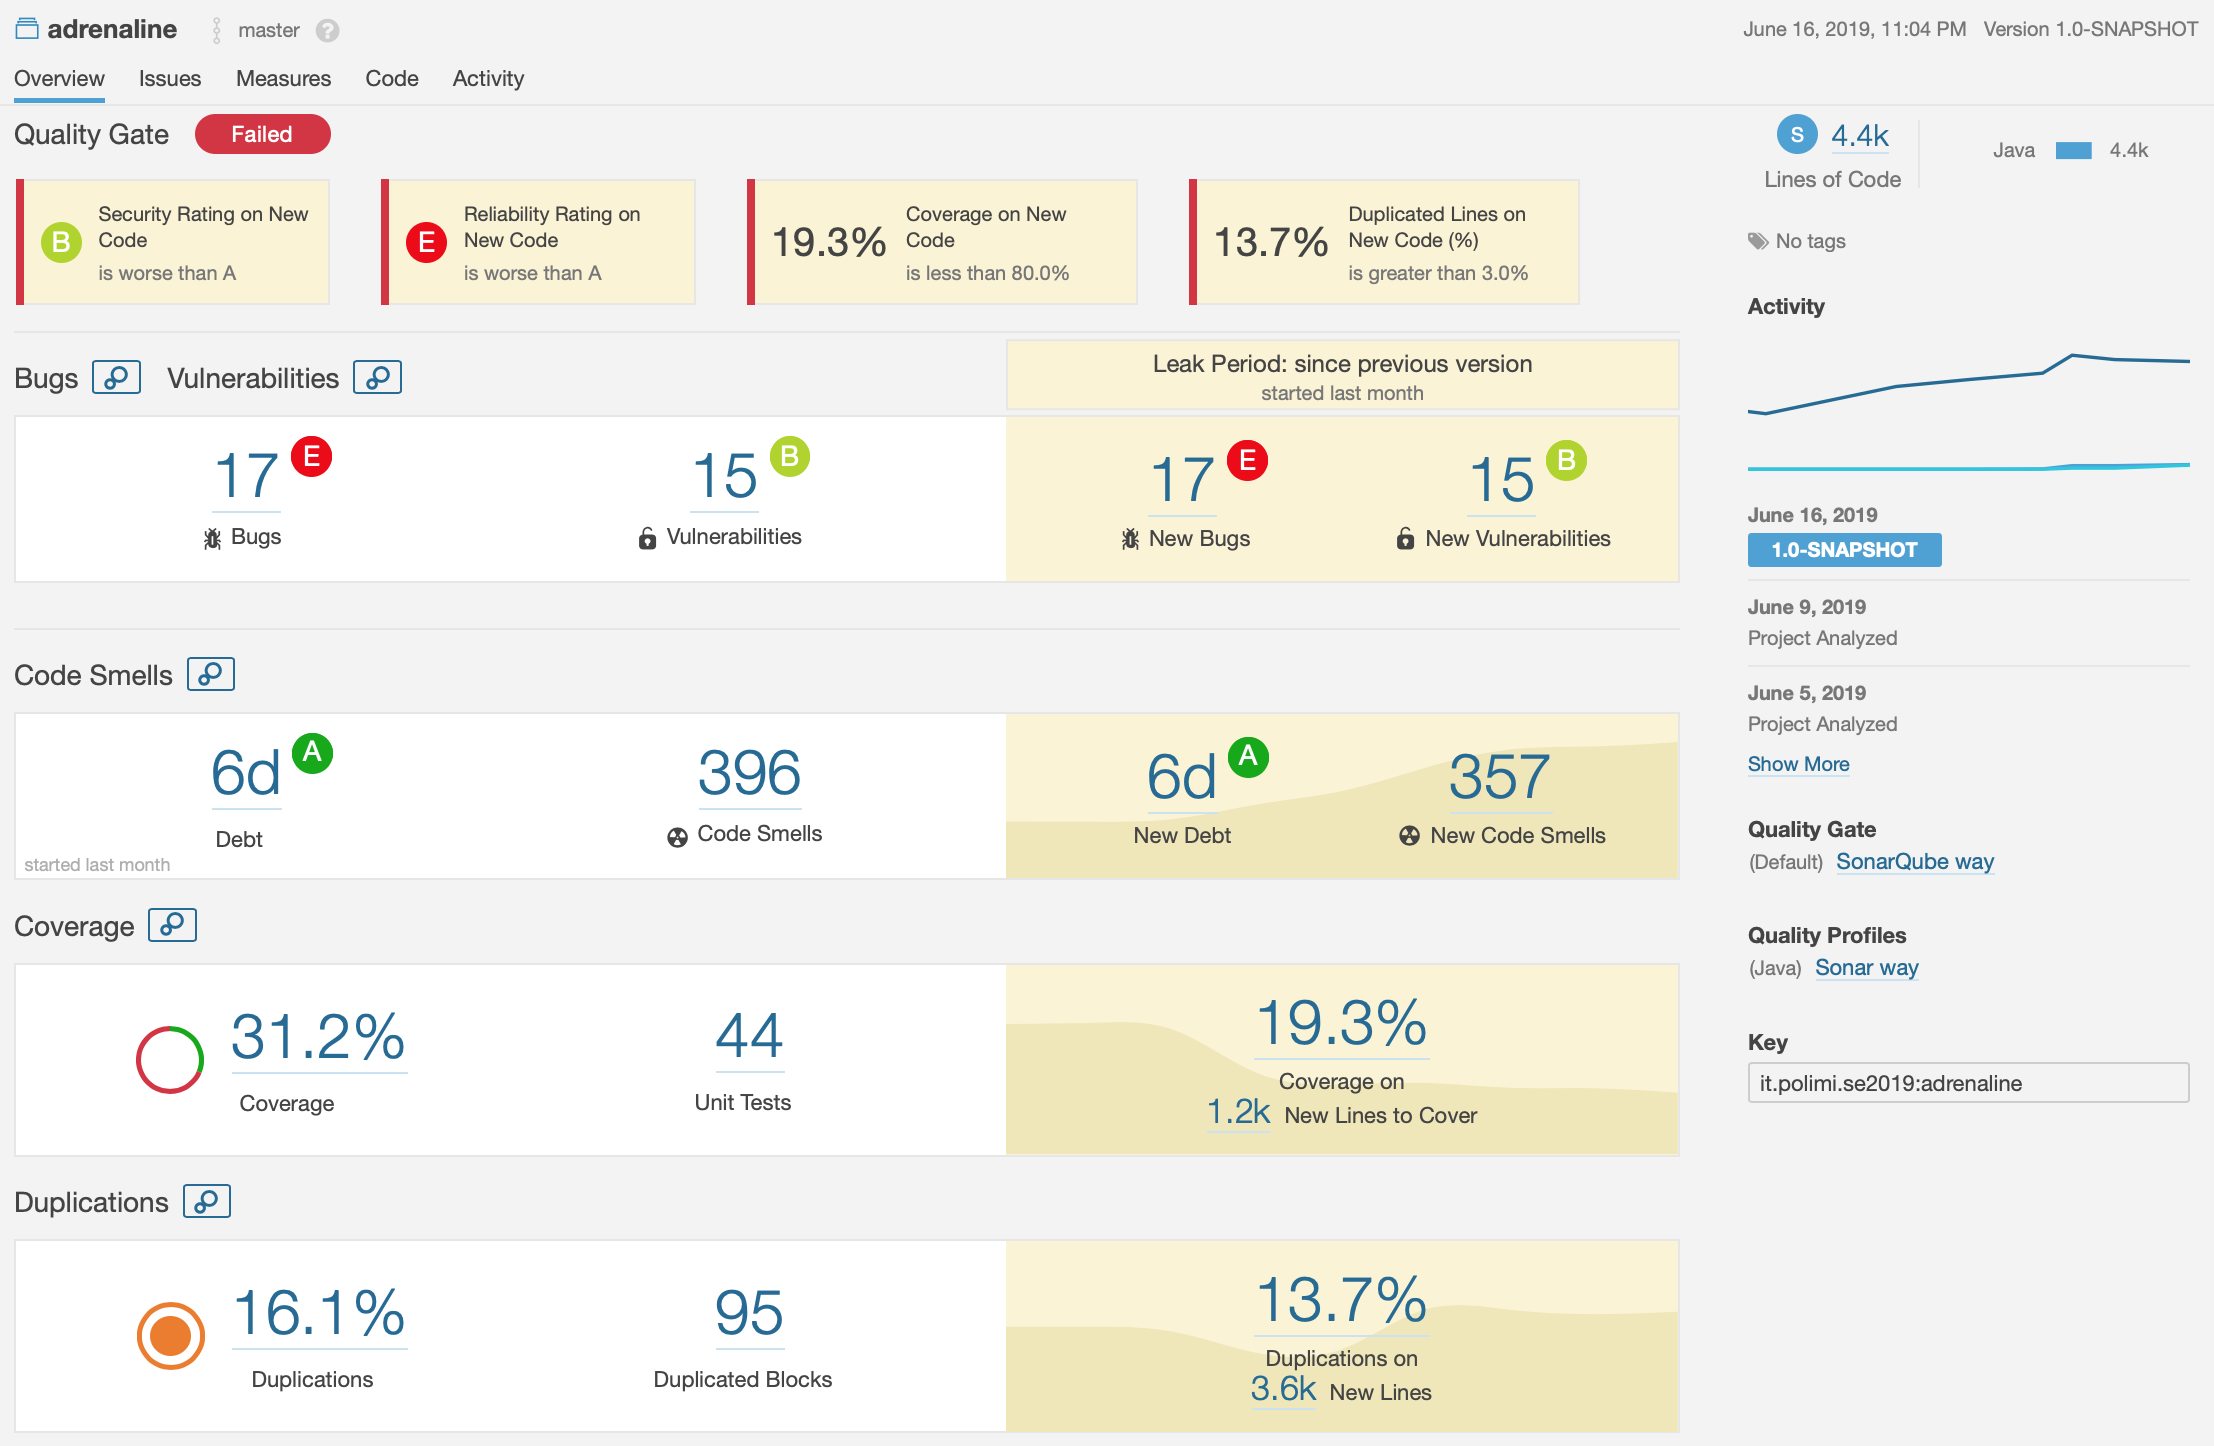 adrenaline master ?
June 16, 2019, 11:04 PM Version 1.0-SNAPSHOT
Overview Issues Measures Code Activity
Quality Gate Failed
B Security Rating on New
Code
is worse than A
E Reliability Rating on
New Code
is worse than A
19.3% Coverage on New
Code
is less than 80.0%
13.7% Duplicated Lines on
New Code (%)
is greater than 3.0%
Bugs Vulnerabilities
Leak Period: since previous version
started last month
17 E
Bugs
15 B
Vulnerabilities
17 E
New Bugs
15 B
New Vulnerabilities
Code Smells
6d A
Debt
started last month
396
Code Smells
6d A
New Debt
357
New Code Smells
Coverage
31.2%
Coverage
44
Unit Tests
19.3%
Coverage on
1.2k New Lines to Cover
Duplications
16.1%
Duplications
95
Duplicated Blocks
13.7%
Duplications on
3.6k New Lines
S 4.4k
Lines of Code
Java 4.4k
No tags
Activity
June 16, 2019
1.0-SNAPSHOT
June 9, 2019
Project Analyzed
June 5, 2019
Project Analyzed
Show More
Quality Gate
(Default) SonarQube way
Quality Profiles
(Java) Sonar way
Key
it.polimi.se2019:adrenaline